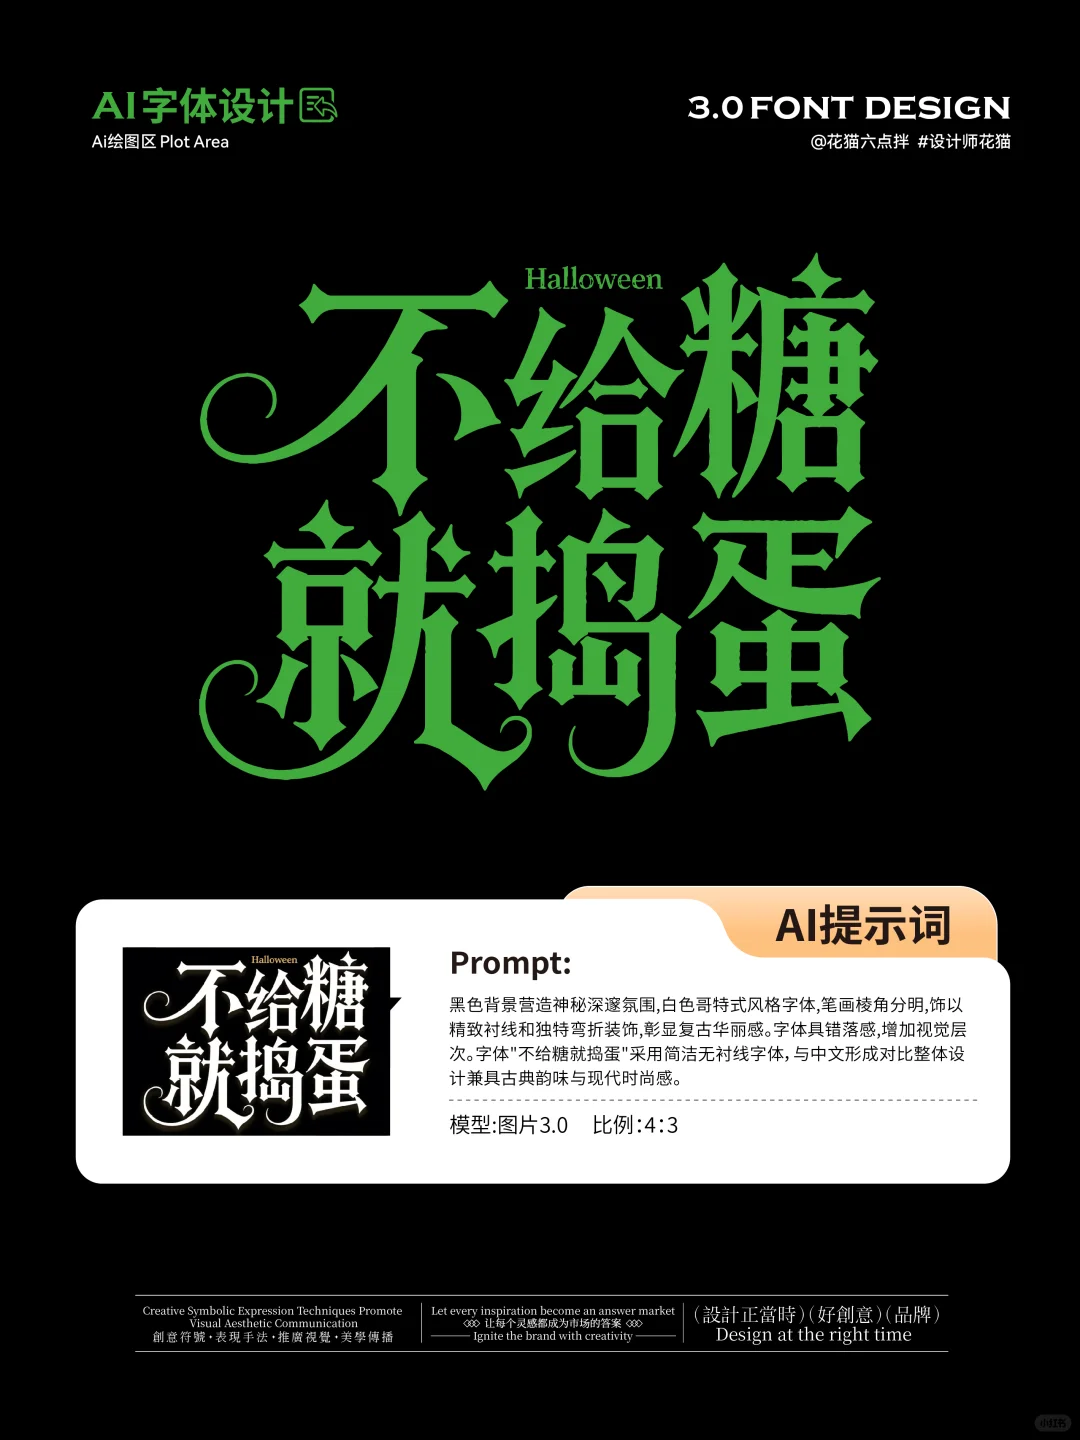 AI字体设计
Ai绘图区 Plot Area
3.0 FONT DESIGN
@花猫六点拌 #设计师花猫
Halloween
不给糖
就捣蛋
AI提示词
Halloween
不给糖
就捣蛋
Prompt:
黑色背景营造神秘深邃氛围,白色哥特式风格字体,笔画棱角分明,饰以
精致衬线和独特弯折装饰,彰显复古华丽感。字体具错落感,增加视觉层
次。字体"不给糖就捣蛋"采用简洁无衬线字体,与中文形成对比整体设
计兼具古典韵味与现代时尚感。
模型:图片3.0 比例:4:3
Creative Symbolic Expression Techniques Promote
Visual Aesthetic Communication
創意符號·表現手法·推廣視覺·美學傳播
Let every inspiration become an answer market
让每个灵感都成为市场的答案
Ignite the brand with creativity
(設計正當時)(好創意)(品牌)
Design at the right time
小红书